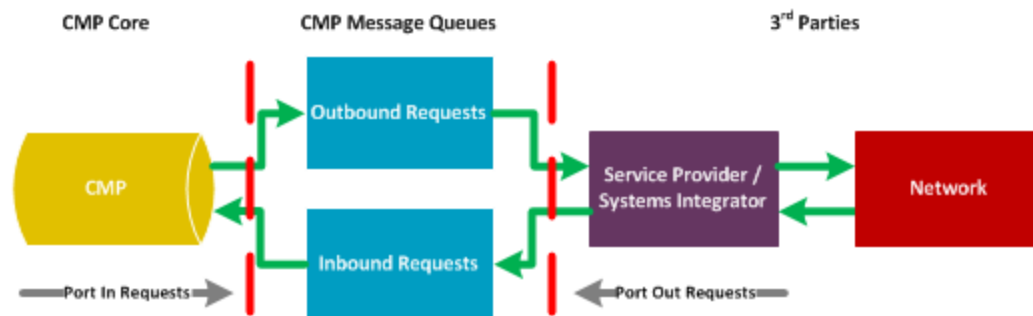 CMP Core
CMP Message Queues
3rd Parties
Outbound Requests
CMP
Service Provider /
Systems Integrator
Network
Inbound Requests
Port In Requests
Port Out Requests